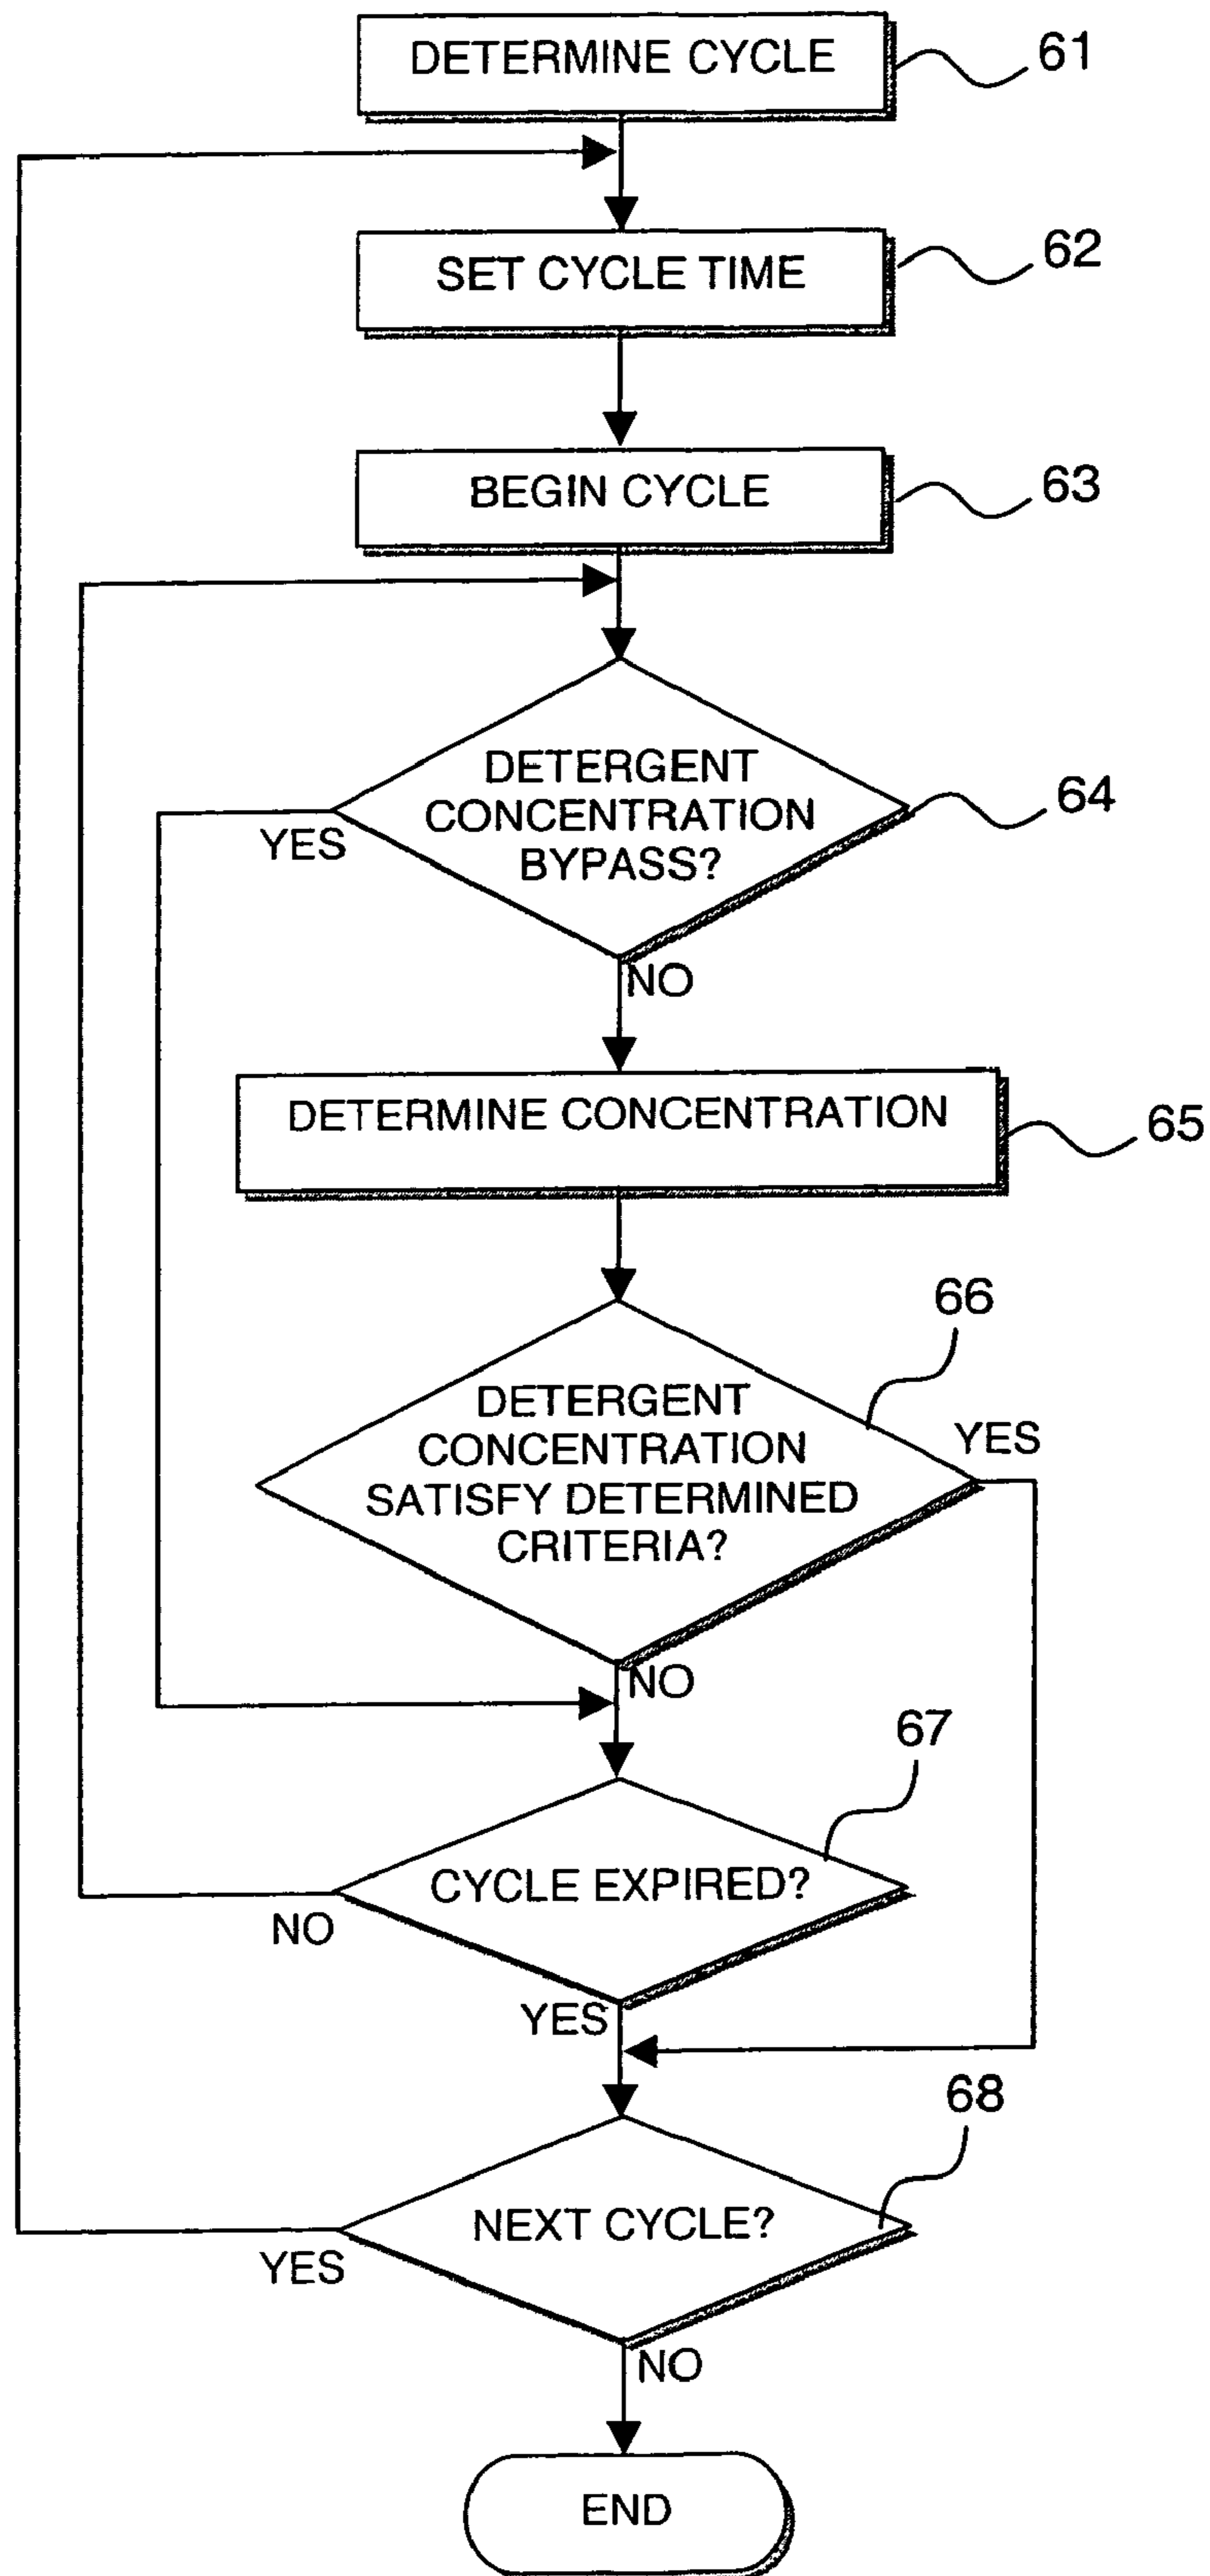 DETERMINE CYCLE
61
SET CYCLE TIME
62
BEGIN CYCLE
63
DETERGENT
CONCENTRATION
BYPASS?
64
YES
NO
DETERMINE CONCENTRATION
65
66
DETERGENT
CONCENTRATION
SATISFY DETERMINED
CRITERIA?
YES
NO
67
CYCLE EXPIRED?
NO
YES
68
NEXT CYCLE?
YES
NO
END